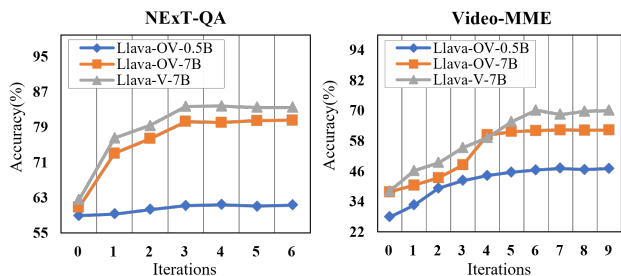 NExT-QA
Accuracy(%)
95
87
79
71
63
55
Llava-OV-0.5B
Llava-OV-7B
Llava-V-7B
0 1 2 3 4 5 6
Iterations
Video-MME
Accuracy(%)
94
82
70
58
46
34
22
Llava-OV-0.5B
Llava-OV-7B
Llava-V-7B
0 1 2 3 4 5 6 7 8 9
Iterations